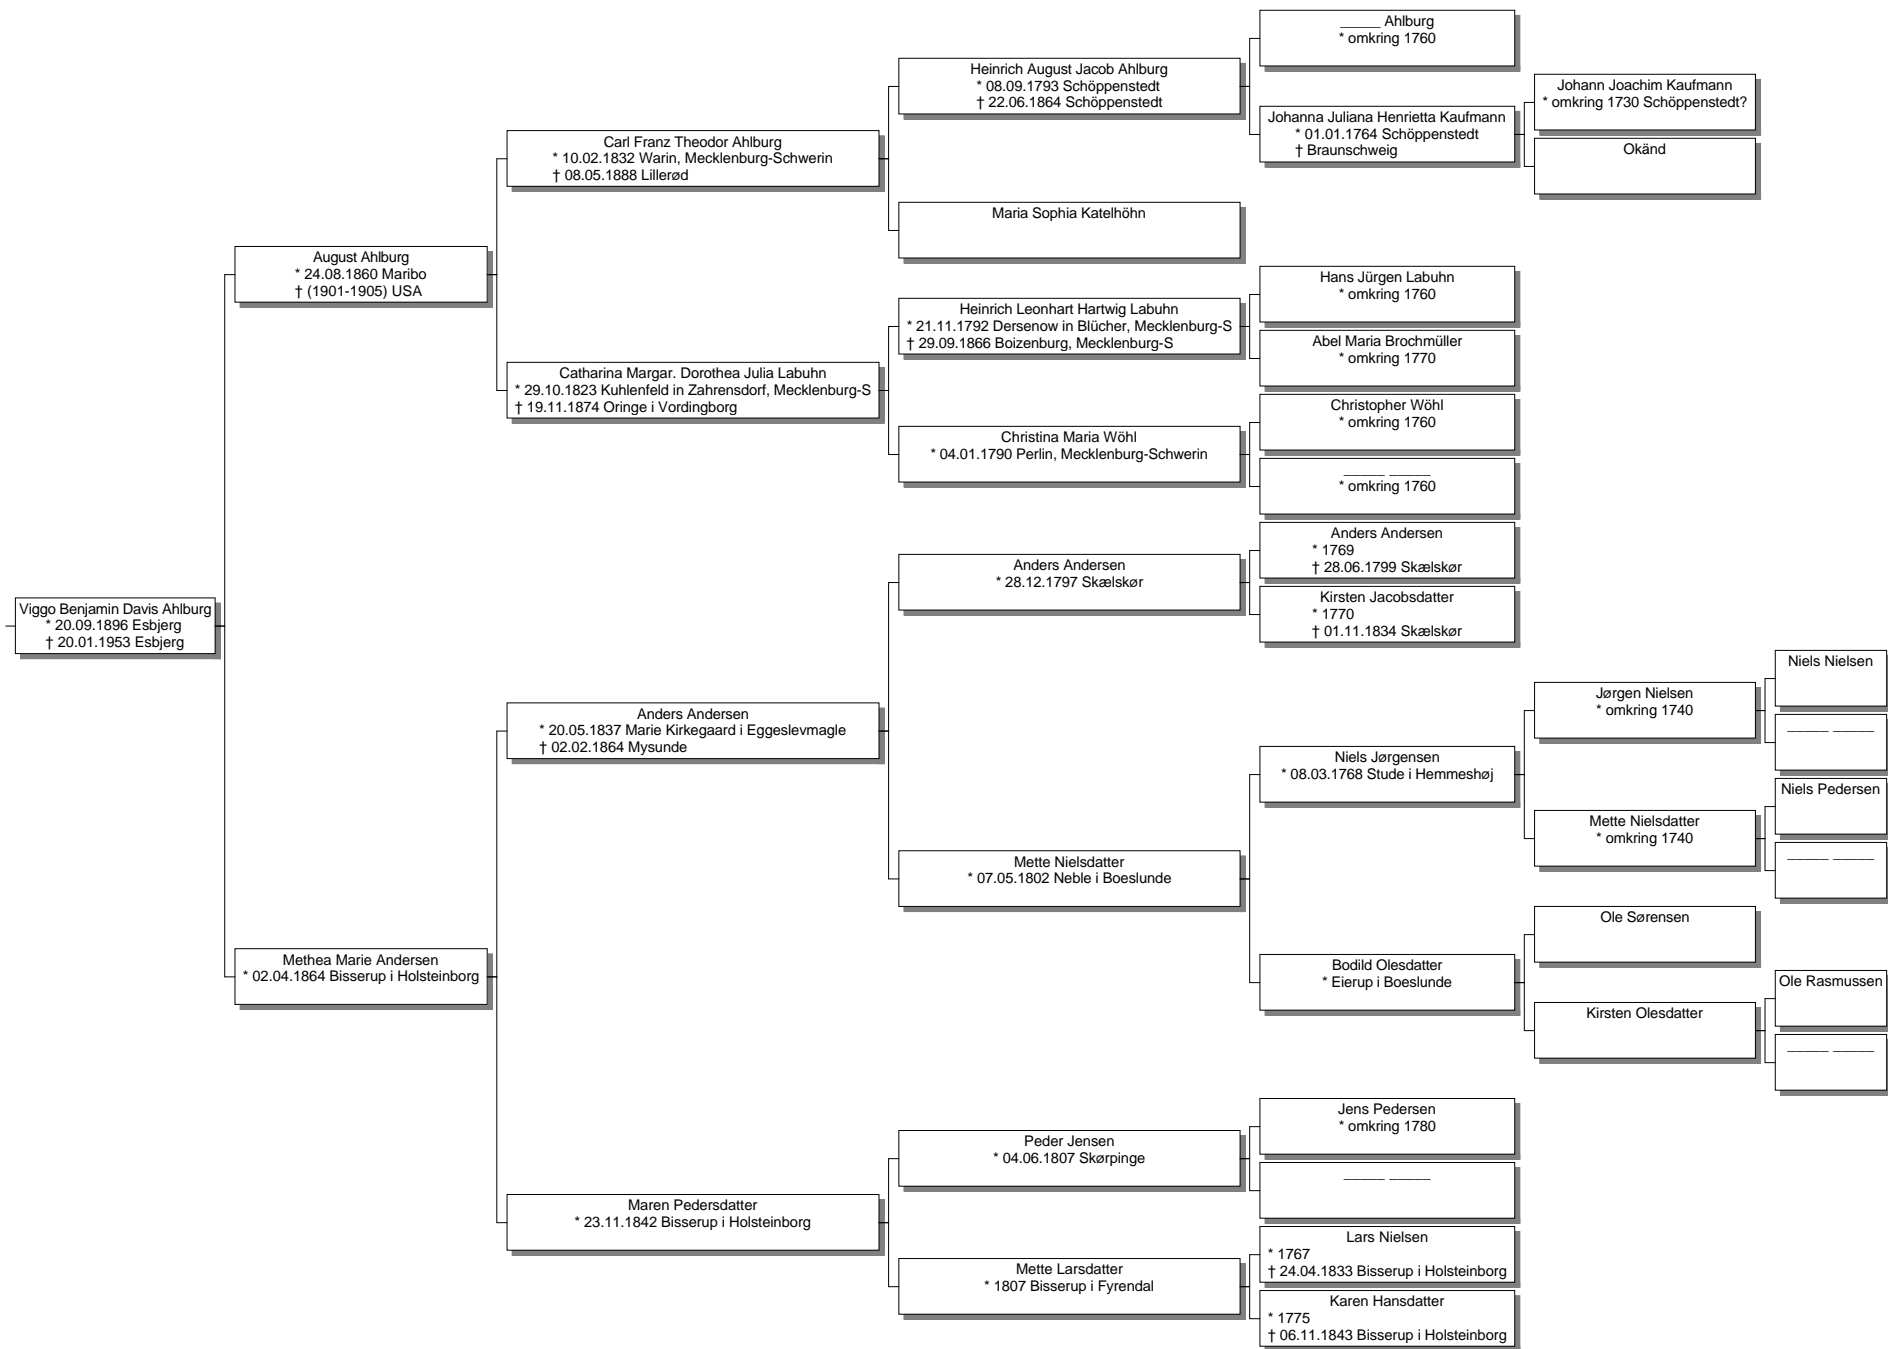 Viggo Benjamin Davis Ahlburg
* 20.09.1896 Esbjerg
† 20.01.1953 Esbjerg
August Ahlburg
* 24.08.1860 Maribo
† (1901-1905) USA
Methea Marie Andersen
* 02.04.1864 Bisserup i Holsteinborg
Carl Franz Theodor Ahlburg
* 10.02.1832 Warin, Mecklenburg-Schwerin
† 08.05.1888 Lillerød
Catharina Margar. Dorothea Julia Labuhn
* 29.10.1823 Kuhlenfeld in Zahrensdorf, Mecklenburg-S
† 19.11.1874 Oringe i Vordingborg
Anders Andersen
* 20.05.1837 Marie Kirkegaard i Eggeslevmagle
† 02.02.1864 Mysunde
Maren Pedersdatter
* 23.11.1842 Bisserup i Holsteinborg
Heinrich August Jacob Ahlburg
* 08.09.1793 Schöppenstedt
† 22.06.1864 Schöppenstedt
Maria Sophia Katelhöhn
Heinrich Leonhart Hartwig Labuhn
* 21.11.1792 Dersenow in Blücher, Mecklenburg-S
† 29.09.1866 Boizenburg, Mecklenburg-S
Christina Maria Wöhl
* 04.01.1790 Perlin, Mecklenburg-Schwerin
Anders Andersen
* 28.12.1797 Skælskør
Mette Nielsdatter
* 07.05.1802 Neble i Boeslunde
Peder Jensen
* 04.06.1807 Skørpinge
Mette Larsdatter
* 1807 Bisserup i Fyrendal
_____ Ahlburg
* omkring 1760
Johanna Juliana Henrietta Kaufmann
* 01.01.1764 Schöppenstedt
† Braunschweig
Hans Jürgen Labuhn
* omkring 1760
Abel Maria Brochmüller
* omkring 1770
Christopher Wöhl
* omkring 1760
_____ _____
* omkring 1760
Anders Andersen
* 1769
† 28.06.1799 Skælskør
Kirsten Jacobsdatter
* 1770
† 01.11.1834 Skælskør
Niels Jørgensen
* 08.03.1768 Stude i Hemmeshøj
Bodild Olesdatter
* Eierup i Boeslunde
Jens Pedersen
* omkring 1780
_____ _____
Lars Nielsen
* 1767
† 24.04.1833 Bisserup i Holsteinborg
Karen Hansdatter
* 1775
† 06.11.1843 Bisserup i Holsteinborg
Johann Joachim Kaufmann
* omkring 1730 Schöppenstedt?
Okänd
Jørgen Nielsen
* omkring 1740
Mette Nielsdatter
* omkring 1740
Ole Sørensen
Kirsten Olesdatter
Niels Nielsen
_____ _____
Niels Pedersen
_____ _____
Ole Rasmussen
_____ _____